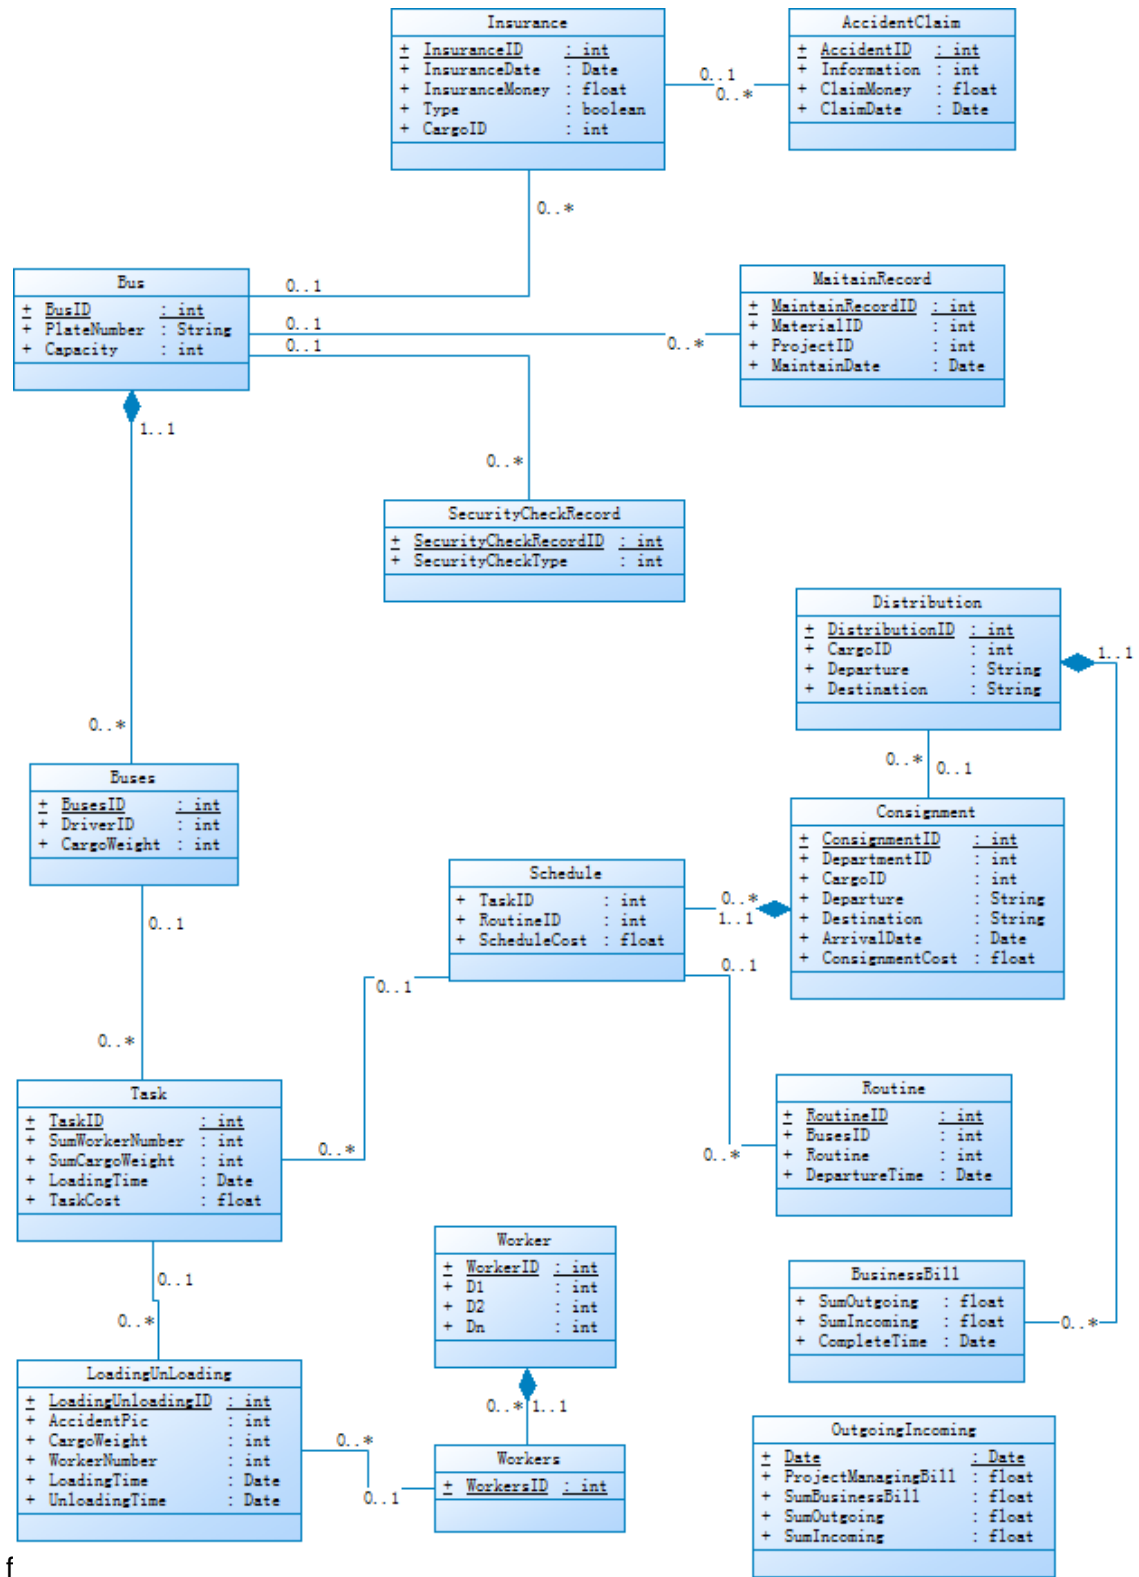 Insurance
+ InsuranceID : int
+ InsuranceDate : Date
+ InsuranceMoney : float
+ Type : boolean
+ CargoID : int
AccidentClaim
+ AccidentID : int
+ Information : int
+ ClaimMoney : float
+ ClaimDate : Date
0..1
0..*
0..*
Bus
+ BusID : int
+ PlateNumber : String
+ Capacity : int
0..1
0..1
0..1
MaitainRecord
+ MaintainRecordID : int
+ MaterialID : int
+ ProjectID : int
+ MaintainDate : Date
0..*
1..1
0..*
SecurityCheckRecord
+ SecurityCheckRecordID : int
+ SecurityCheckType : int
Distribution
+ DistributionID : int
+ CargoID : int
+ Departure : String
+ Destination : String
1..1
0..*
0..*
0..1
Buses
+ BusesID : int
+ DriverID : int
+ CargoWeight : int
Consignment
+ ConsignmentID : int
+ DepartmentID : int
+ CargoID : int
+ Departure : String
+ Destination : String
+ ArrivalDate : Date
+ ConsignmentCost : float
Schedule
+ TaskID : int
+ RoutineID : int
+ ScheduleCost : float
0..*
1..1
0..1
0..1
0..1
0..*
Task
+ TaskID : int
+ SumWorkerNumber : int
+ SumCargoWeight : int
+ LoadingTime : Date
+ TaskCost : float
0..*
Routine
+ RoutineID : int
+ BusesID : int
+ Routine : int
+ DepartureTime : Date
0..*
Worker
+ WorkerID : int
+ D1 : int
+ D2 : int
+ Dn : int
0..1
0..*
BusinessBill
+ SumOutgoing : float
+ SumIncoming : float
+ CompleteTime : Date
0..*
LoadingUnLoading
+ LoadingUnloadingID : int
+ AccidentPic : int
+ CargoWeight : int
+ WorkerNumber : int
+ LoadingTime : Date
+ UnloadingTime : Date
0..*
1..1
0..*
0..1
Workers
+ WorkersID : int
OutgoingIncoming
+ Date : Date
+ ProjectManagingBill : float
+ SumBusinessBill : float
+ SumOutgoing : float
+ SumIncoming : float
f